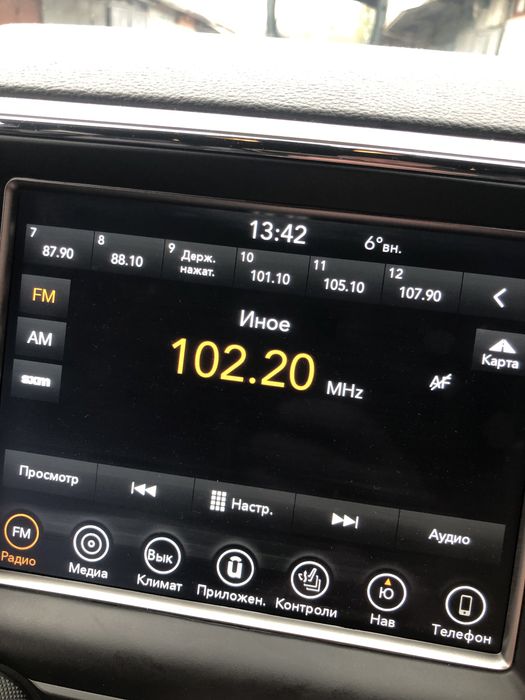 13:42 6°вн.
7 87.90
8 88.10
9 Держ. нажат.
10 101.10
11 105.10
12 107.90
FM
Иное
AM
102.20 MHz
AF
Карта
sxm
Просмотр
Настр.
Аудио
FM
Радио
Медиа
Вык
Климат
Приложен.
Контроли
Ю
Нав
Телефон